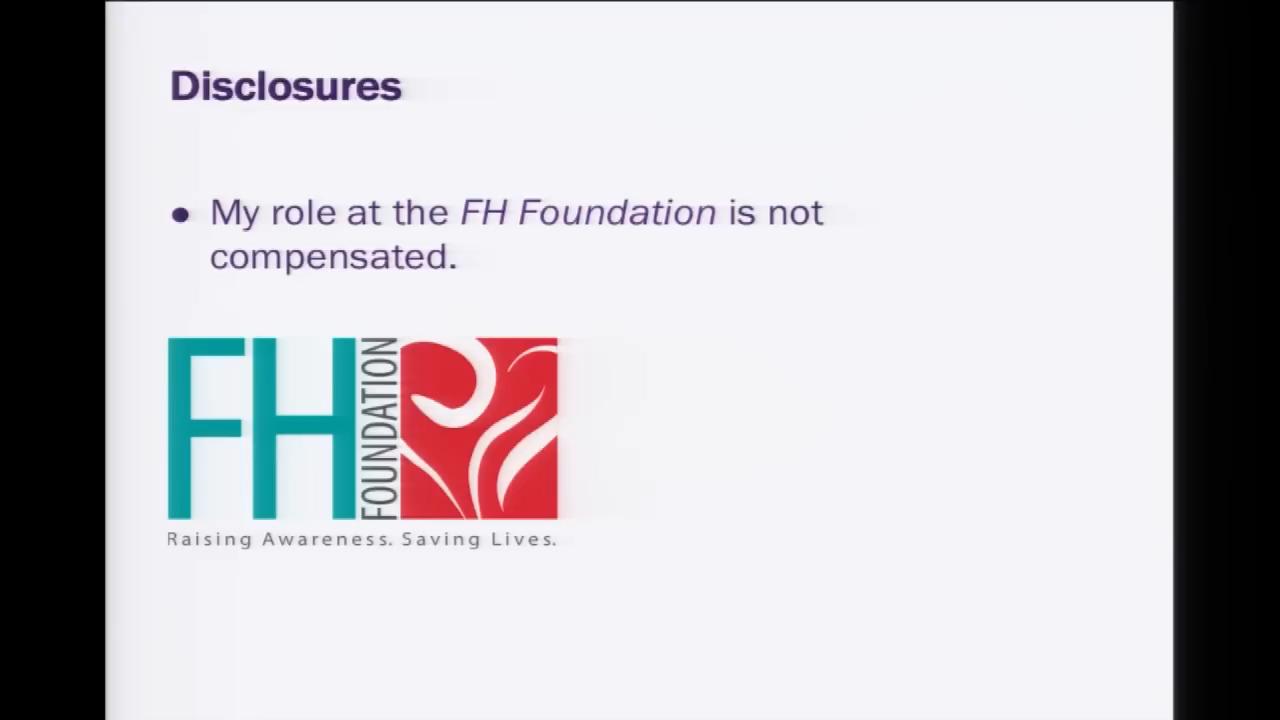 Disclosures
• My role at the FH Foundation is not
compensated.
FH FOUNDATION
Raising Awareness. Saving Lives.